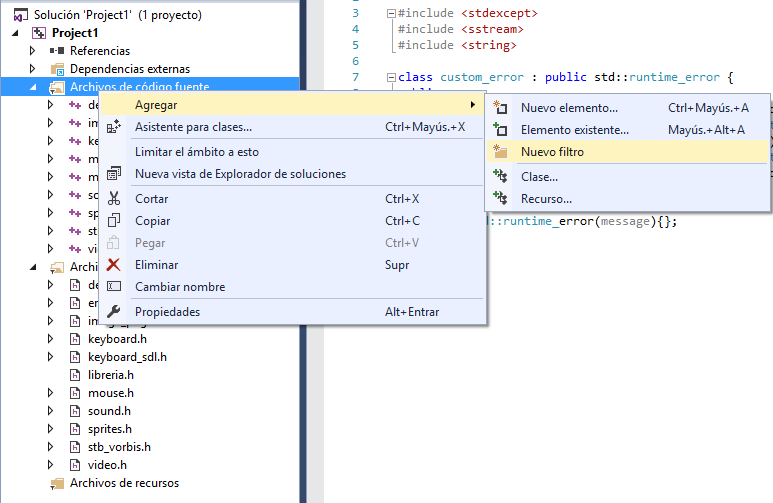 Solución 'Project1' (1 proyecto)
Project1
Referencias
Dependencias externas
Archivos de código fuente
de
im
ke
m
m
so
sp
st
vi
Archi
de
en
keyboard.h
keyboard_sdl.h
libreria.h
mouse.h
sound.h
sprites.h
stb_vorbis.h
video.h
Archivos de recursos
Agregar
Asistente para clases... Ctrl+Mayús.+X
Limitar el ámbito a esto
Nueva vista de Explorador de soluciones
Cortar Ctrl+X
Copiar Ctrl+C
Pegar Ctrl+V
Eliminar Supr
Cambiar nombre
Propiedades Alt+Entrar
Nuevo elemento... Ctrl+Mayús.+A
Elemento existente... Mayús.+Alt+A
Nuevo filtro
Clase...
Recurso...
3 #include <stdexcept>
4 #include <sstream>
5 #include <string>
6
7 class custom_error : public std::runtime_error {
::runtime_error(message){};